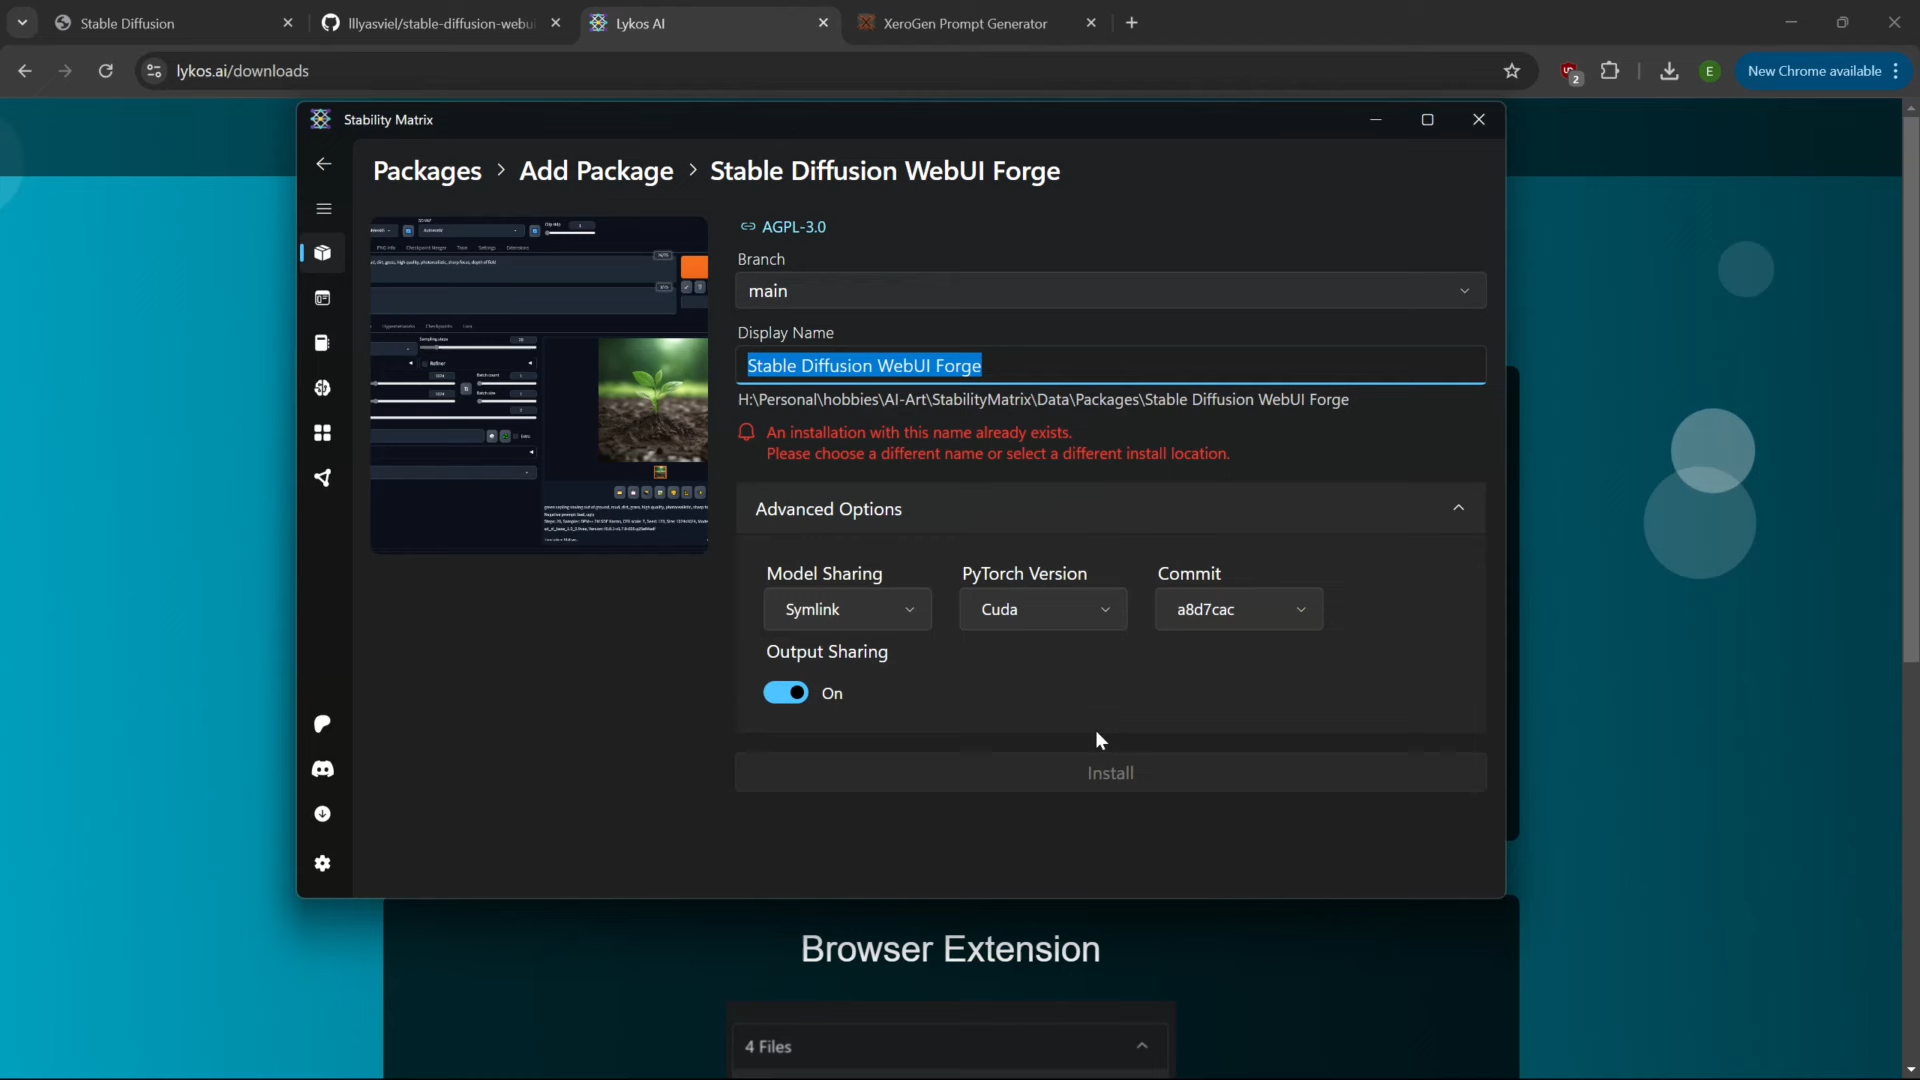 Stable Diffusion
lllyasviel/stable-diffusion-webu
Lykos AI
XeroGen Prompt Generator
lykos.ai/downloads
2
E
New Chrome available
Stability Matrix
Packages > Add Package > Stable Diffusion WebUI Forge
AGPL-3.0
Branch
main
Display Name
Stable Diffusion WebUI Forge
H:\Personal\hobbies\AI-Art\StabilityMatrix\Data\Packages\Stable Diffusion WebUI Forge
An installation with this name already exists.
Please choose a different name or select a different install location.
Advanced Options
Model Sharing
PyTorch Version
Commit
Symlink
Cuda
a8d7cac
Output Sharing
On
Install
Browser Extension
4 Files